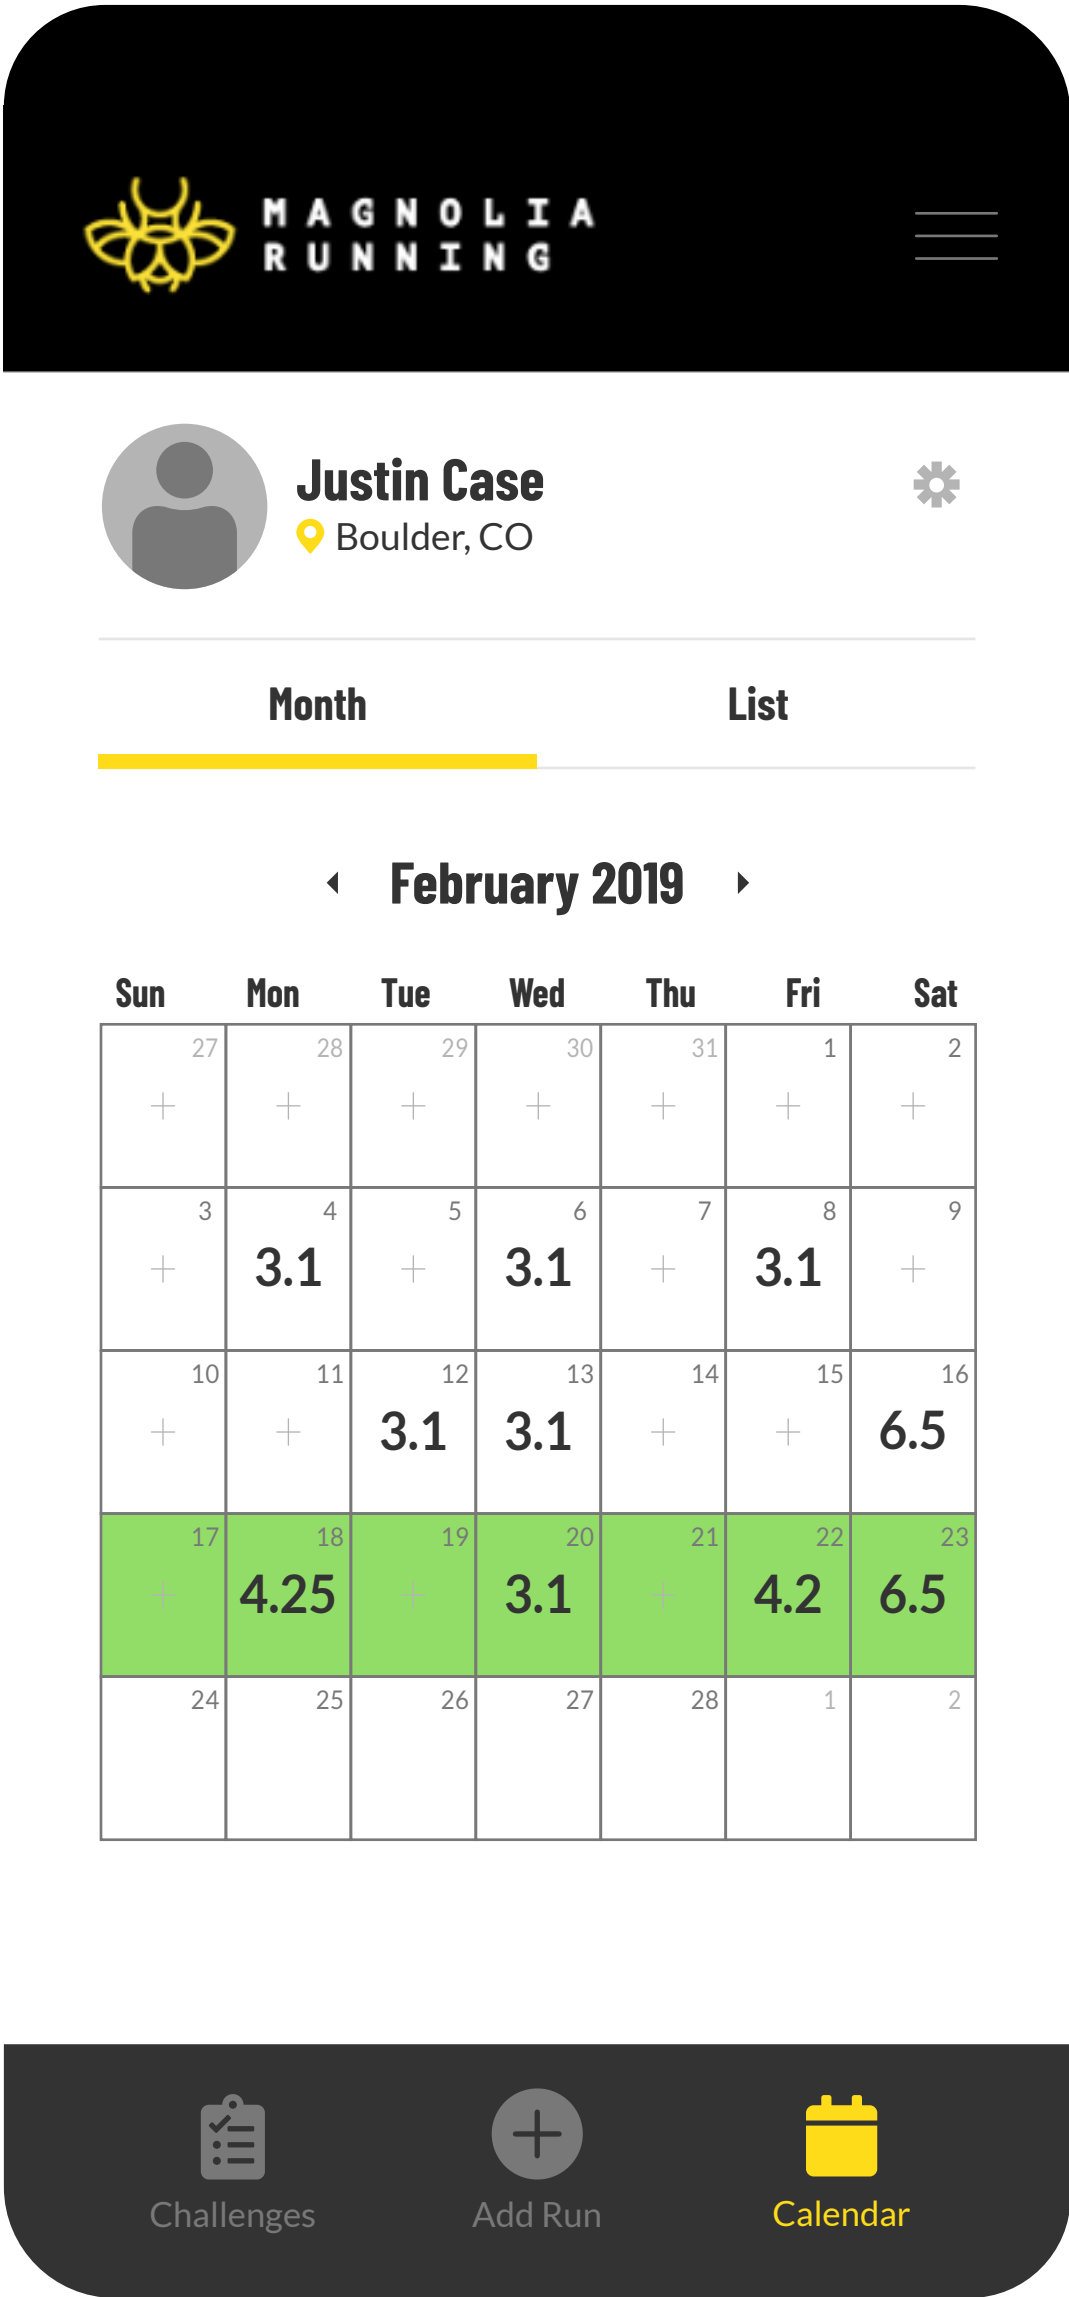 MAGNOLIA
RUNNING
Justin Case
Boulder, CO
Month List
February 2019
Sun Mon Tue Wed Thu Fri Sat
27 28 29 30 31 1 2
+ + + + + + +
3 4 5 6 7 8 9
+ 3.1 + 3.1 + 3.1 +
10 11 12 13 14 15 16
+ + 3.1 3.1 + + 6.5
17 18 19 20 21 22 23
+ 4.25 + 3.1 + 4.2 6.5
24 25 26 27 28 1 2
Challenges Add Run Calendar